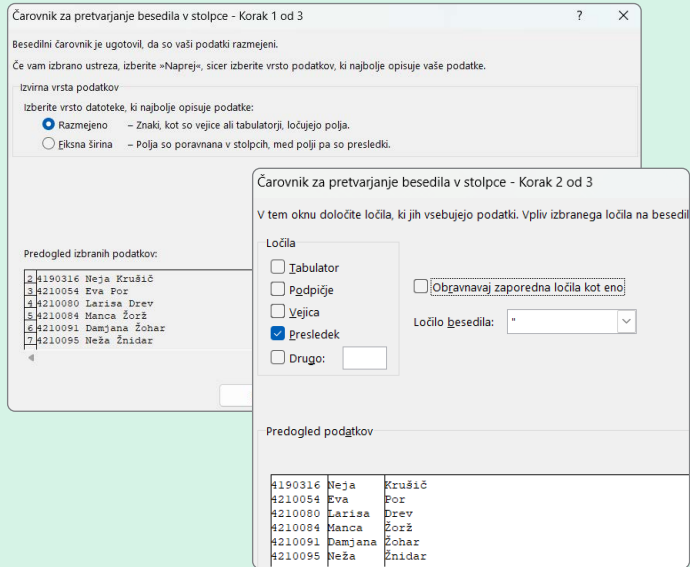 Čarovnik za pretvarjanje besedila v stolpce - Korak 1 od 3
Besedilni čarovnik je ugotovil, da so vaši podatki razmejeni.
Če vam izbrano ustreza, izberite »Naprej«, sicer izberite vrsto podatkov, ki najbolje opisuje vaše podatke.
Izvirna vrsta podatkov
Izberite vrsto datoteke, ki najbolje opisuje podatke:
Razmejeno – Znaki, kot so vejice ali tabulatorji, ločujejo polja.
Fiksna širina – Polja so poravnana v stolpcih, med polji pa so presledki.
Predogled izbranih podatkov:
2 4190316 Neja Krušič
3 4210054 Eva Por
4 4210080 Larisa Drev
5 4210084 Manca Žorž
6 4210091 Damjana Žohar
7 4210095 Neža Žnidar
Čarovnik za pretvarjanje besedila v stolpce - Korak 2 od 3
V tem oknu določite ločila, ki jih vsebujejo podatki. Vpliv izbranega ločila na besedil
Ločila
Tabulator
Podpičje
Vejica
Presledek
Drugo:
Obravnavaj zaporedna ločila kot eno
Ločilo besedila: "
Predogled podatkov
4190316 Neja Krušič
4210054 Eva Por
4210080 Larisa Drev
4210084 Manca Žorž
4210091 Damjana Žohar
4210095 Neža Žnidar